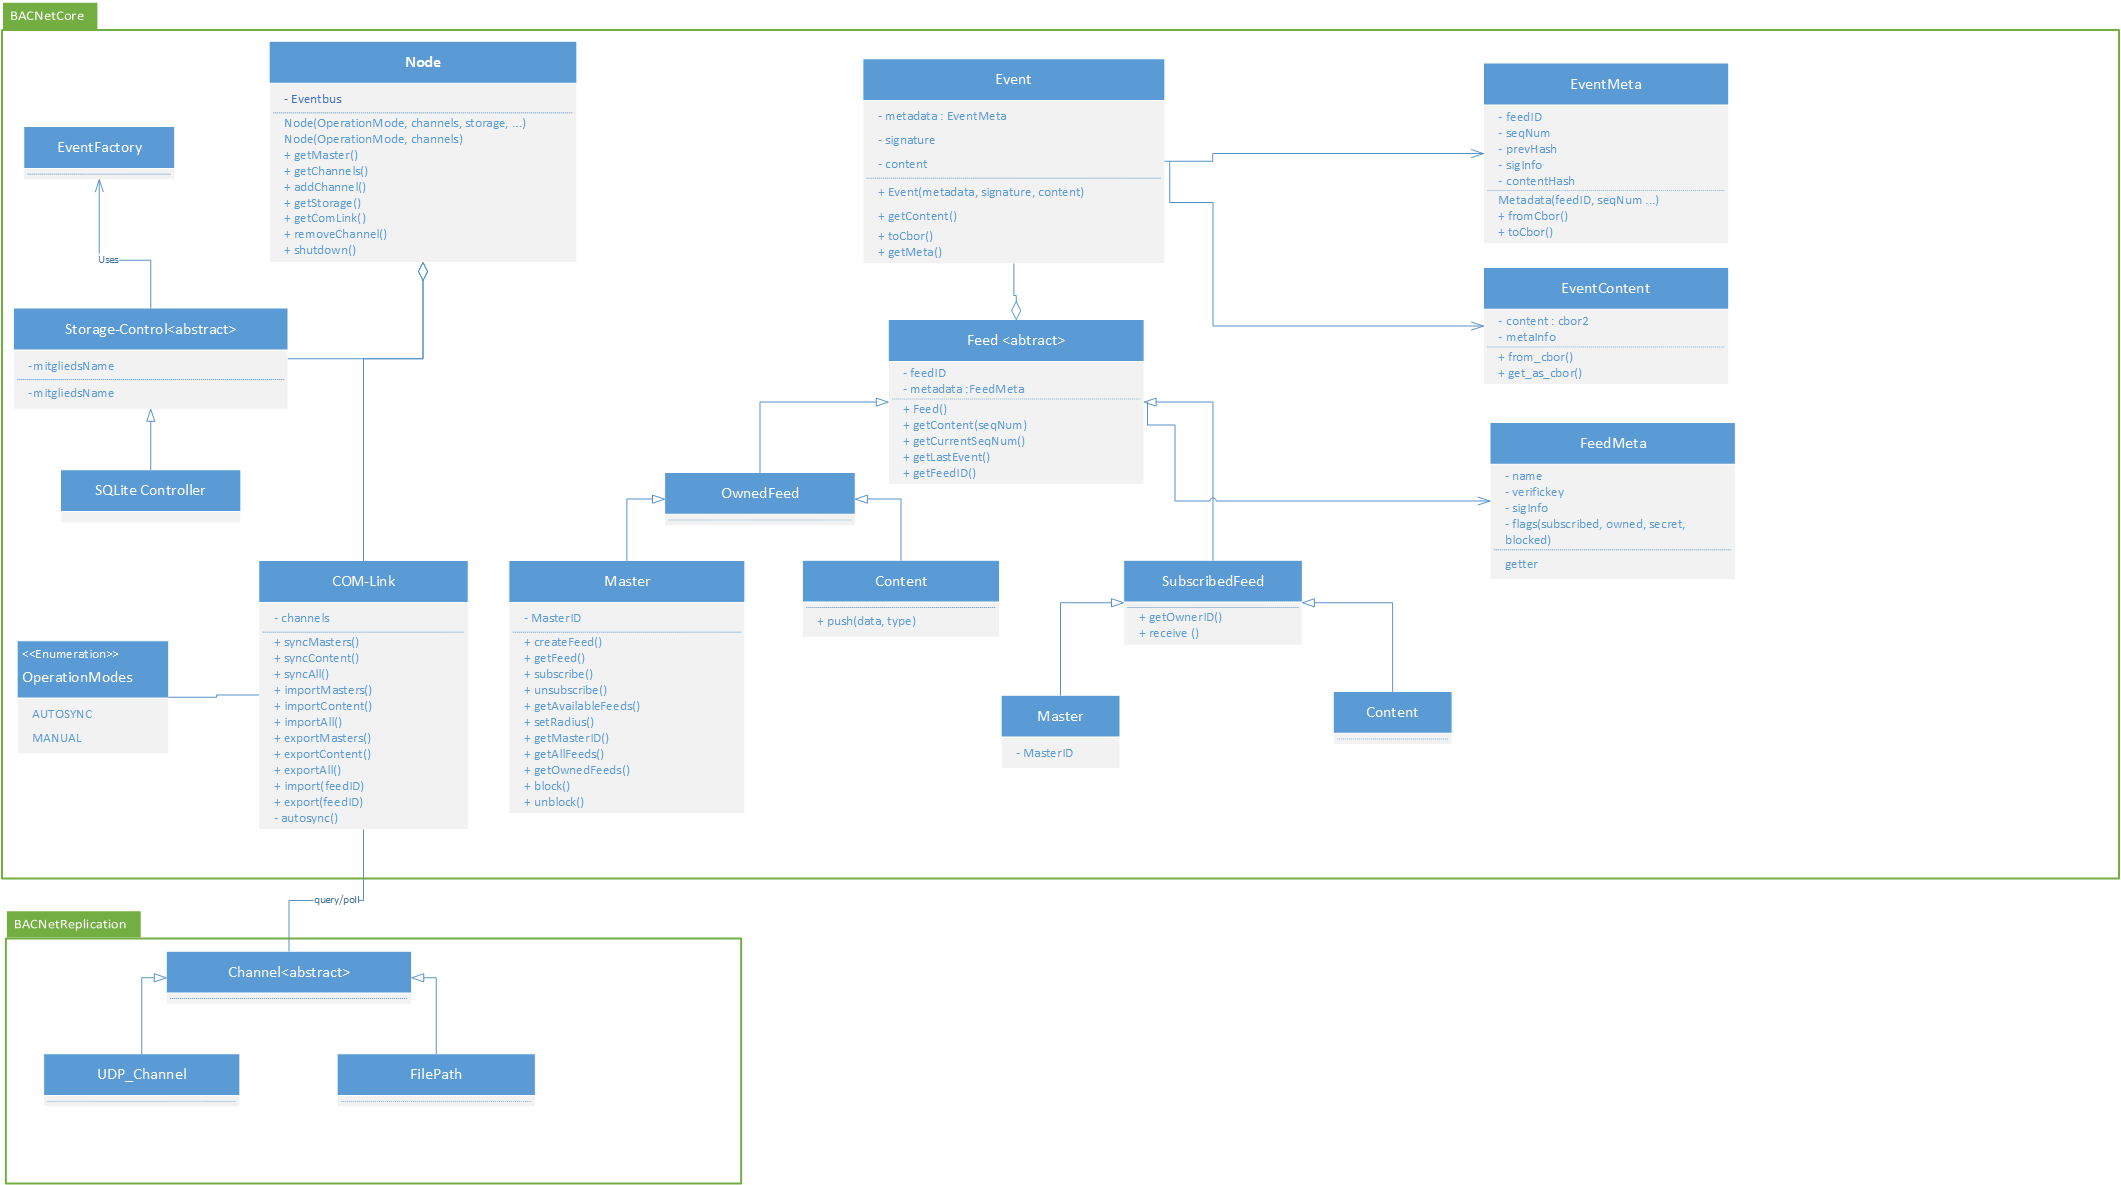 BACNetCore
Node
- Eventbus
Node(OperationMode, channels, storage, ...)
Node(OperationMode, channels)
+ getMaster()
+ getChannels()
+ addChannel()
+ getStorage()
+ getComLink()
+ removeChannel()
+ shutdown()
EventFactory
Uses
Storage-Control<abstract>
-mitgliedsName
-mitgliedsName
SQLite Controller
Event
- metadata : EventMeta
- signature
- content
+ Event(metadata, signature, content)
+ getContent()
+ toCbor()
+ getMeta()
EventMeta
- feedID
- seqNum
- prevHash
- sigInfo
- contentHash
Metadata(feedID, seqNum ...)
+ fromCbor()
+ toCbor()
EventContent
- content : cbor2
- metaInfo
+ from_cbor()
+ get_as_cbor()
Feed <abtract>
- feedID
- metadata :FeedMeta
+ Feed()
+ getContent(seqNum)
+ getCurrentSeqNum()
+ getLastEvent()
+ getFeedID()
FeedMeta
- name
- verifickey
- sigInfo
- flags(subscribed, owned, secret,
blocked)
getter
OwnedFeed
COM-Link
- channels
+ syncMasters()
+ syncContent()
+ syncAll()
+ importMasters()
+ importContent()
+ importAll()
+ exportMasters()
+ exportContent()
+ exportAll()
+ import(feedID)
+ export(feedID)
- autosync()
<<Enumeration>>
OperationModes
AUTOSYNC
MANUAL
Master
- MasterID
+ createFeed()
+ getFeed()
+ subscribe()
+ unsubscribe()
+ getAvailableFeeds()
+ setRadius()
+ getMasterID()
+ getAllFeeds()
+ getOwnedFeeds()
+ block()
+ unblock()
Content
+ push(data, type)
SubscribedFeed
+ getOwnerID()
+ receive ()
Master
- MasterID
Content
query/poll
BACNetReplication
Channel<abstract>
UDP_Channel
FilePath